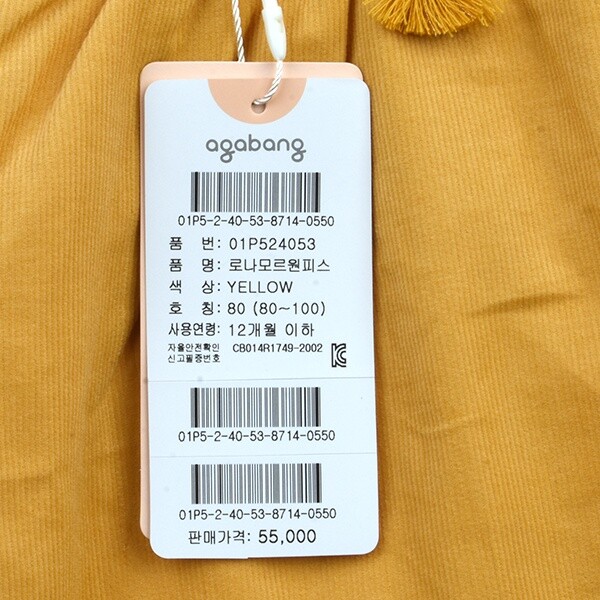 agabang
01P5-2-40-53-8714-0550
품 번: 01P524053
품 명: 로나모르원피스
색 상: YELLOW
호 칭: 80 (80~100)
사용연령: 12개월 이하
자율안전확인 CB014R1749-2002
신고필증번호
01P5-2-40-53-8714-0550
01P5-2-40-53-8714-0550
판매가격: 55,000